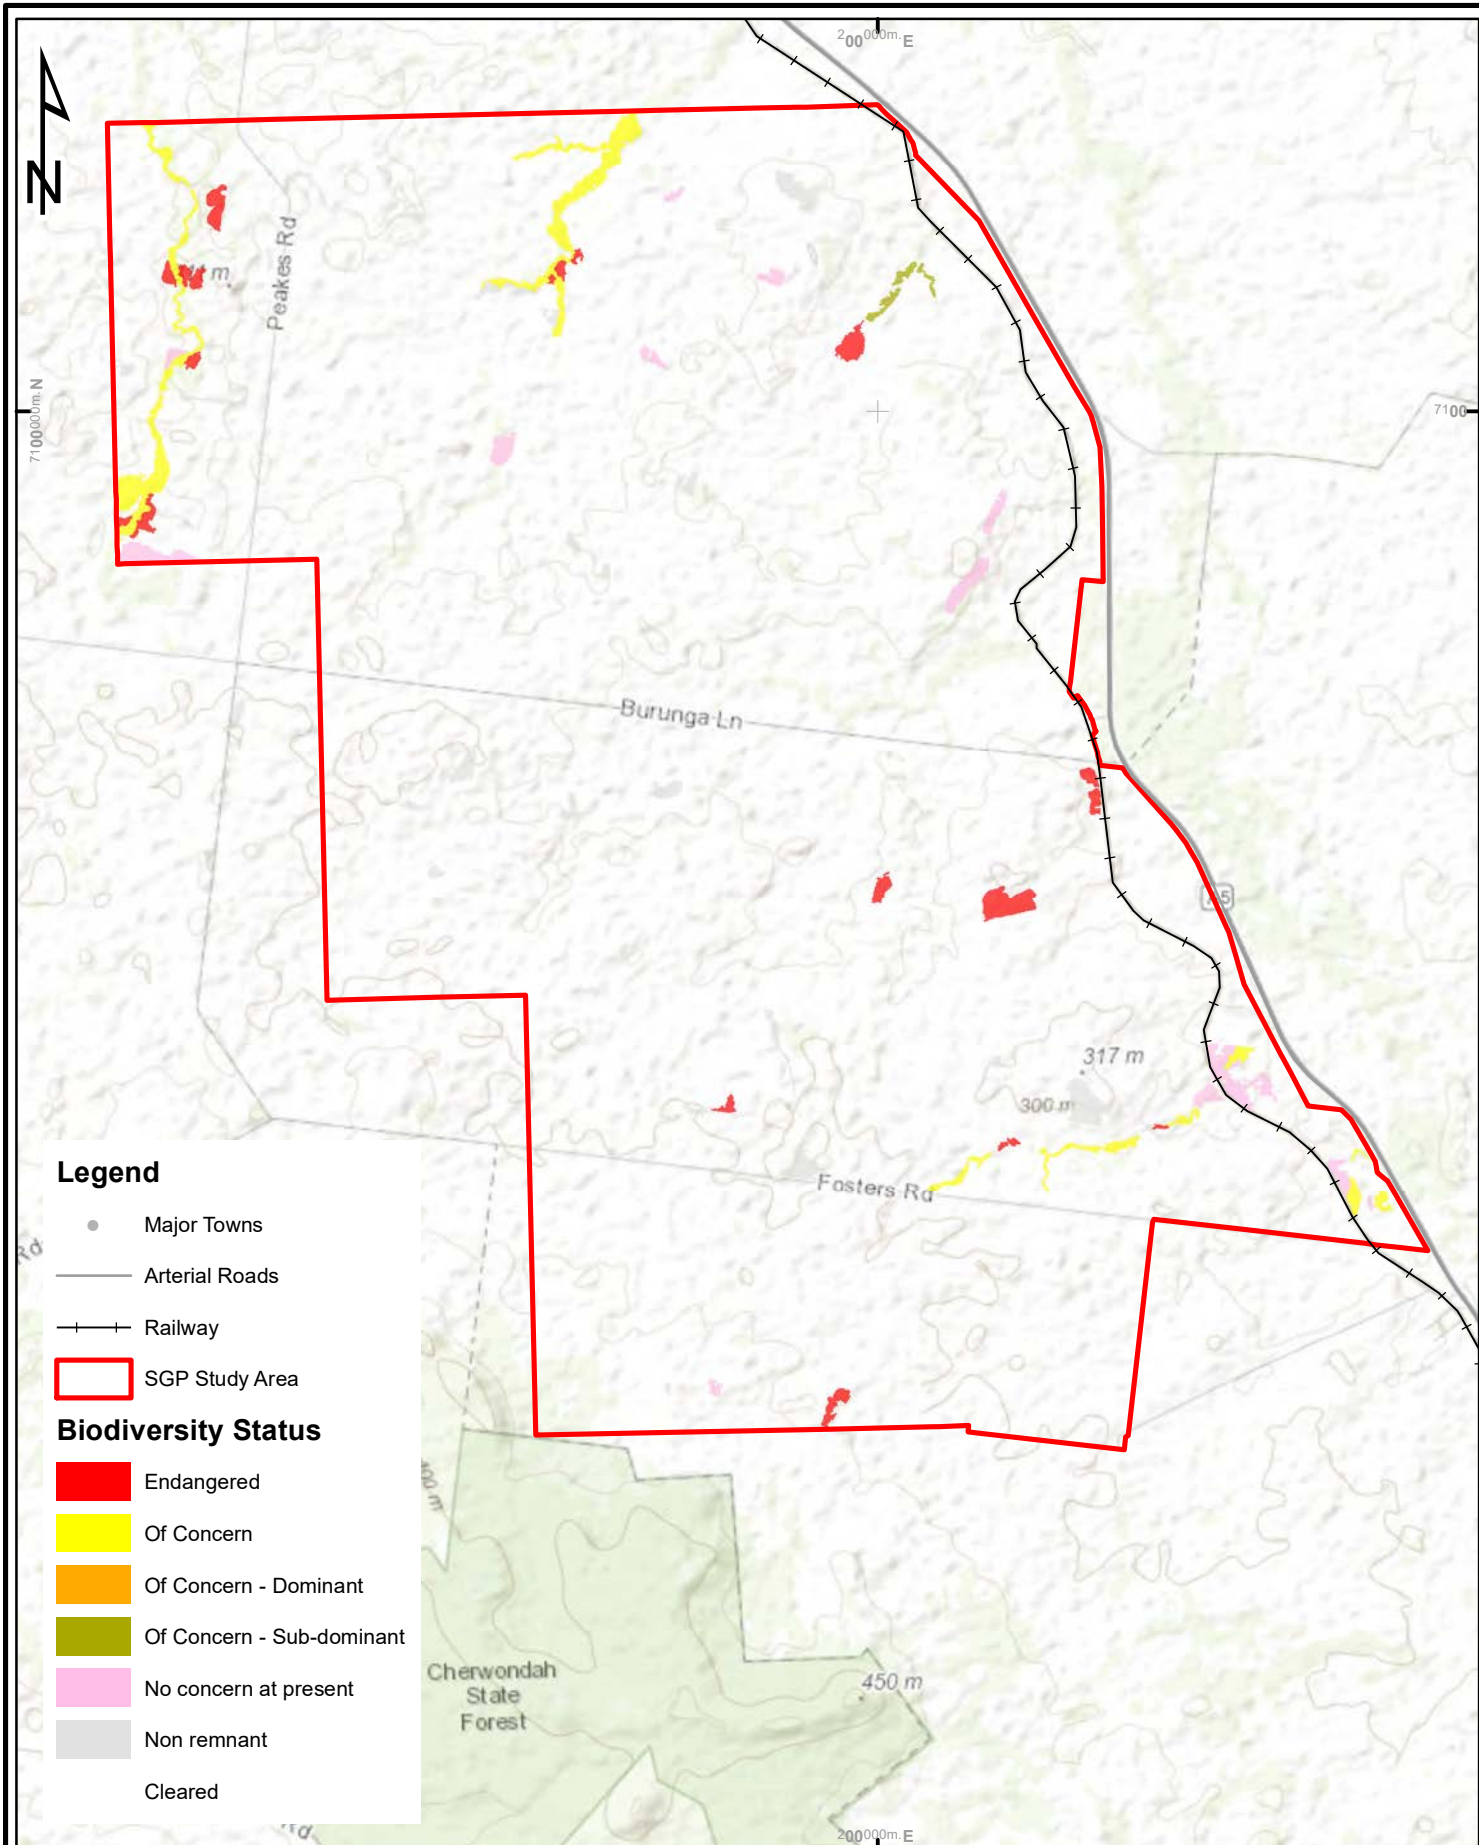 200000m. E
N
Peakes Rd
m
7100000m. N
7100
Burunga Ln
317 m
300 m
Fosters Rd
Rd
Legend
Major Towns
Arterial Roads
Railway
SGP Study Area
Biodiversity Status
Endangered
Of Concern
Of Concern - Dominant
Of Concern - Sub-dominant
No concern at present
Non remnant
Cleared
Cherwondah
State
Forest
450 m
Rd
200000m. E